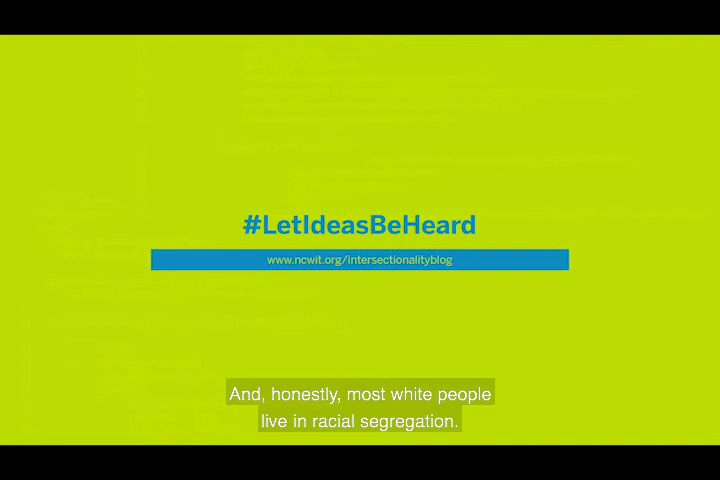 #LetIdeasBeHeard
www.ncwit.org/intersectionalityblog
And, honestly, most white people
live in racial segregation.